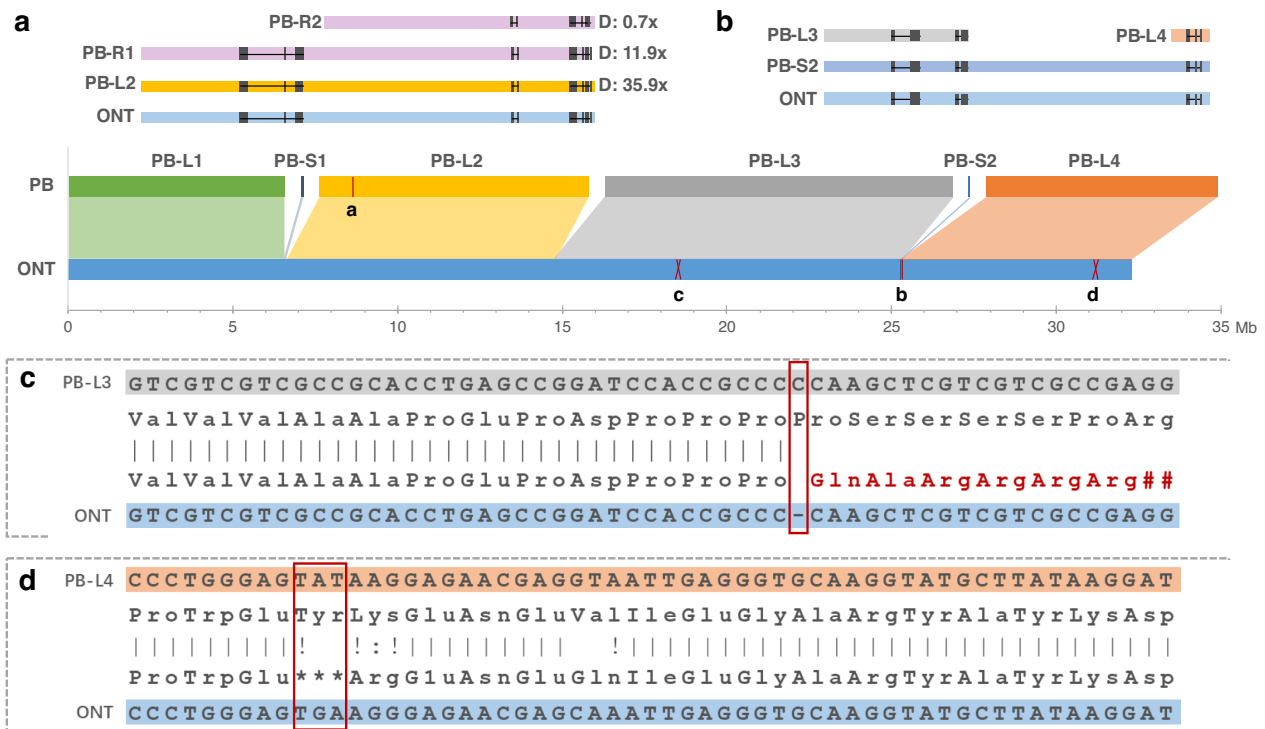 a
PB-R2 D: 0.7x
PB-R1 D: 11.9x
PB-L2 D: 35.9x
ONT
b
PB-L3 PB-L4
PB-S2
ONT
PB-L1 PB-S1 PB-L2 PB-L3 PB-S2 PB-L4
PB
a
ONT
c b d
0 5 10 15 20 25 30 35 Mb
c
PB-L3 GTCGTCGTCGCCGCACCTGAGCCGGATCCACCGCCCCCAAGCTCGTCGTCGCCGAGG
ValValValAlaAlaProGluProAspProProProProSerSerSerSerProArg
||||||||||||||||||||||||||||||||||||
ValValValAlaAlaProGluProAspProProPro GlnAlaArgArgArgArg##
ONT GTCGTCGTCGCCGCACCTGAGCCGGATCCACCGCCC-CAAGCTCGTCGTCGCCGAGG
d
PB-L4 CCCTGGGAGTATAAGGAGAACGAGGTAATTGAGGGTGCAAGGTATGCTTATAAGGAT
ProTrpGluTyrLysGluAsnGluValIleGluGlyAlaArgTyrAlaTyrLysAsp
|||||||||! !:!||||||||| !||||||||||||||||||||||||||||||
ProTrpGlu***ArgG1uAsnGluGlnIleGluGlyAlaArgTyrAlaTyrLysAsp
ONT CCCTGGGAGTGAAGGGAGAACGAGCAAATTGAGGGTGCAAGGTATGCTTATAAGGAT